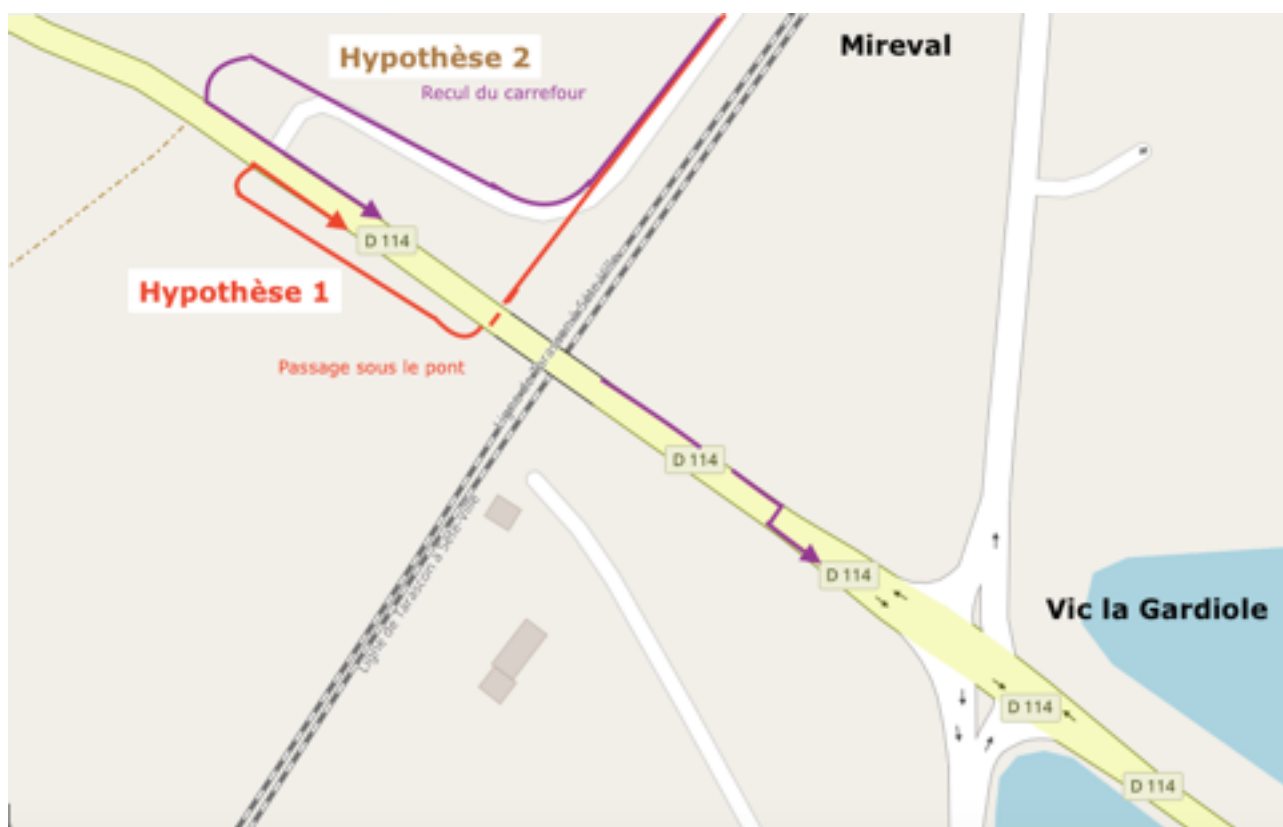 Mireval
Hypothèse 2
Recul du carrefour
D 114
Hypothèse 1
Passage sous le pont
D 114
Ligne de Tarascon à Sète-Ville
D 114
Vic la Gardiole
D 114
D 114